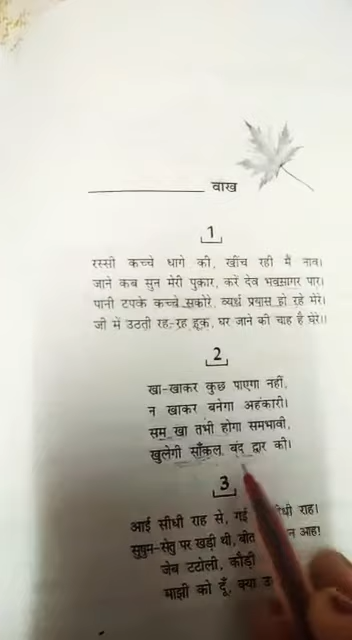 वाख
1
रस्सी कच्चे धागे की, खींच रही मैं नाव।
जाने कब सुन मेरी पुकार, करें देव भवसागर पार।
पानी टपके कच्चे सकोरे, व्यर्थ प्रयास हो रहे मेरे।
जी में उठती रह-रह हूक, घर जाने की चाह है घेरे।।
2
खा-खाकर कुछ पाएगा नहीं,
न खाकर बनेगा अहंकारी।
सम खा तभी होगा समभावी,
खुलेगी साँकल बंद द्वार की।
3
आई सीधी राह से, गई राह।
सुषुम-सेतु पर खड़ी थी, आह!
जेब टटोली, कौड़ी
माझी को दूँ, क्या